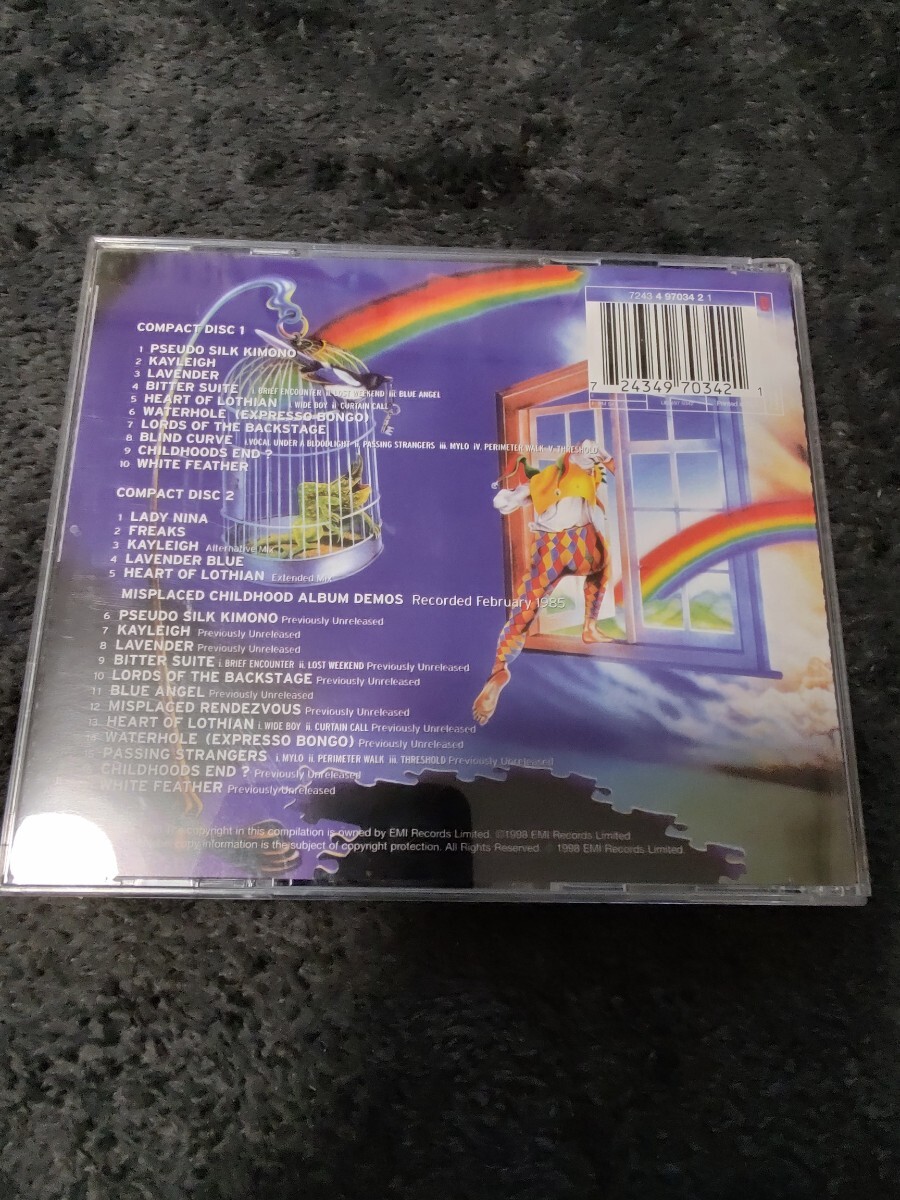 7243 4 97034 2 1
7 24349 70342 1
COMPACT DISC 1
1 PSEUDO SILK KIMONO
2 KAYLEIGH
3 LAVENDER
4 BITTER SUITE i. BRIEF ENCOUNTER ii. LOST WEEKEND iii. BLUE ANGEL
5 HEART OF LOTHIAN i. WIDE BOY ii. CURTAIN CALL
6 WATERHOLE (EXPRESSO BONGO)
7 LORDS OF THE BACKSTAGE
8 BLIND CURVE i. VOCAL UNDER A BLOODLIGHT ii. PASSING STRANGERS iii. MYLO iv. PERIMETER WALK v. THRESHOLD
9 CHILDHOODS END ?
10 WHITE FEATHER
COMPACT DISC 2
1 LADY NINA
2 FREAKS
3 KAYLEIGH Alternative Mix
4 LAVENDER BLUE
5 HEART OF LOTHIAN Extended Mix
MISPLACED CHILDHOOD ALBUM DEMOS Recorded February 1985
6 PSEUDO SILK KIMONO Previously Unreleased
7 KAYLEIGH Previously Unreleased
8 LAVENDER Previously Unreleased
9 BITTER SUITE i. BRIEF ENCOUNTER ii. LOST WEEKEND Previously Unreleased
10 LORDS OF THE BACKSTAGE Previously Unreleased
11 BLUE ANGEL Previously Unreleased
12 MISPLACED RENDEZVOUS Previously Unreleased
13 HEART OF LOTHIAN i. WIDE BOY ii. CURTAIN CALL Previously Unreleased
14 WATERHOLE (EXPRESSO BONGO) Previously Unreleased
15 PASSING STRANGERS i. MYLO ii. PERIMETER WALK iii. THRESHOLD Previously Unreleased
CHILDHOODS END ? Previously Unreleased
WHITE FEATHER Previously Unreleased
copyright in this compilation is owned by EMI Records Limited. ©1998 EMI Records Limited
information is the subject of copyright protection. All Rights Reserved. 1998 EMI Records Limited.